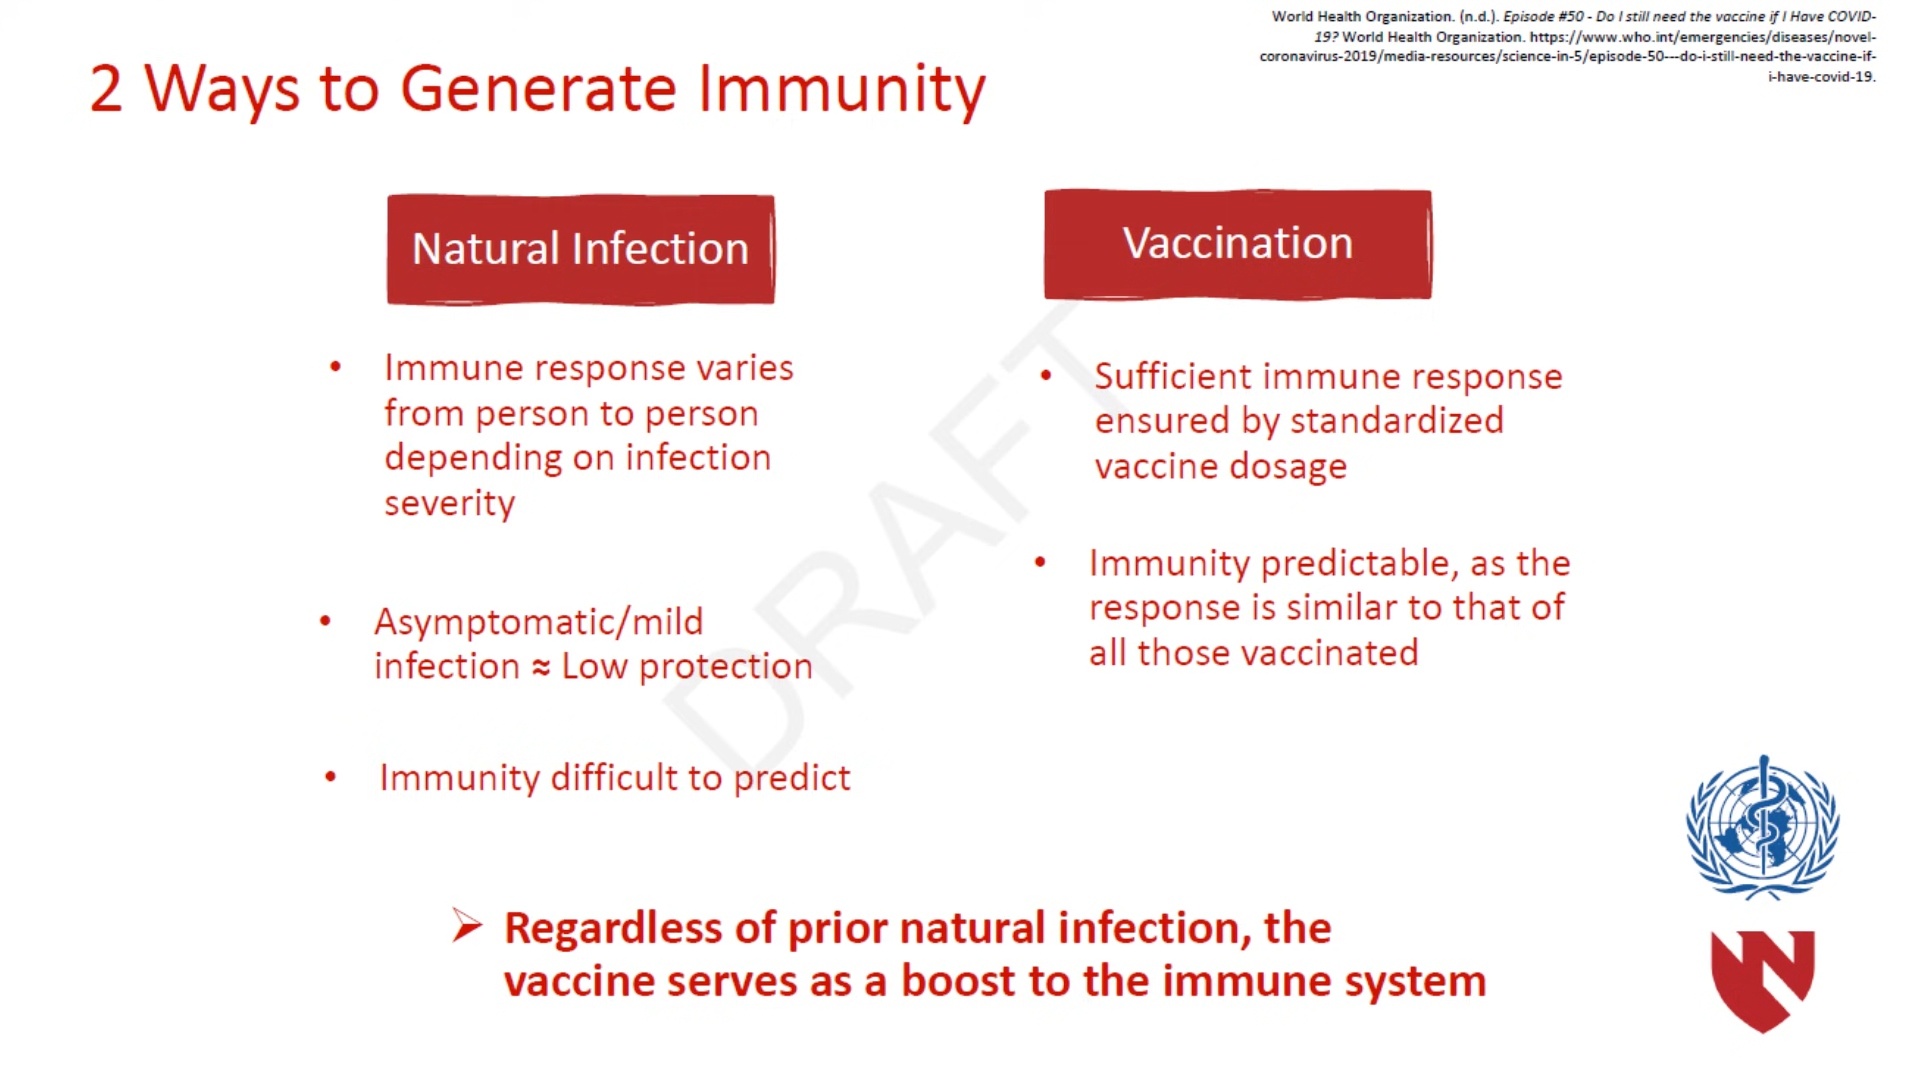 World Health Organization. (n.d.). Episode #50 - Do I still need the vaccine if I Have COVID-
19? World Health Organization. https://www.who.int/emergencies/diseases/novel-
coronavirus-2019/media-resources/science-in-5/episode-50---do-i-still-need-the-vaccine-if-
i-have-covid-19.
2 Ways to Generate Immunity
Natural Infection
• Immune response varies
from person to person
depending on infection
severity
• Asymptomatic/mild
infection ≈ Low protection
• Immunity difficult to predict
Vaccination
• Sufficient immune response
ensured by standardized
vaccine dosage
• Immunity predictable, as the
response is similar to that of
all those vaccinated
DRAFT
➢ Regardless of prior natural infection, the
vaccine serves as a boost to the immune system